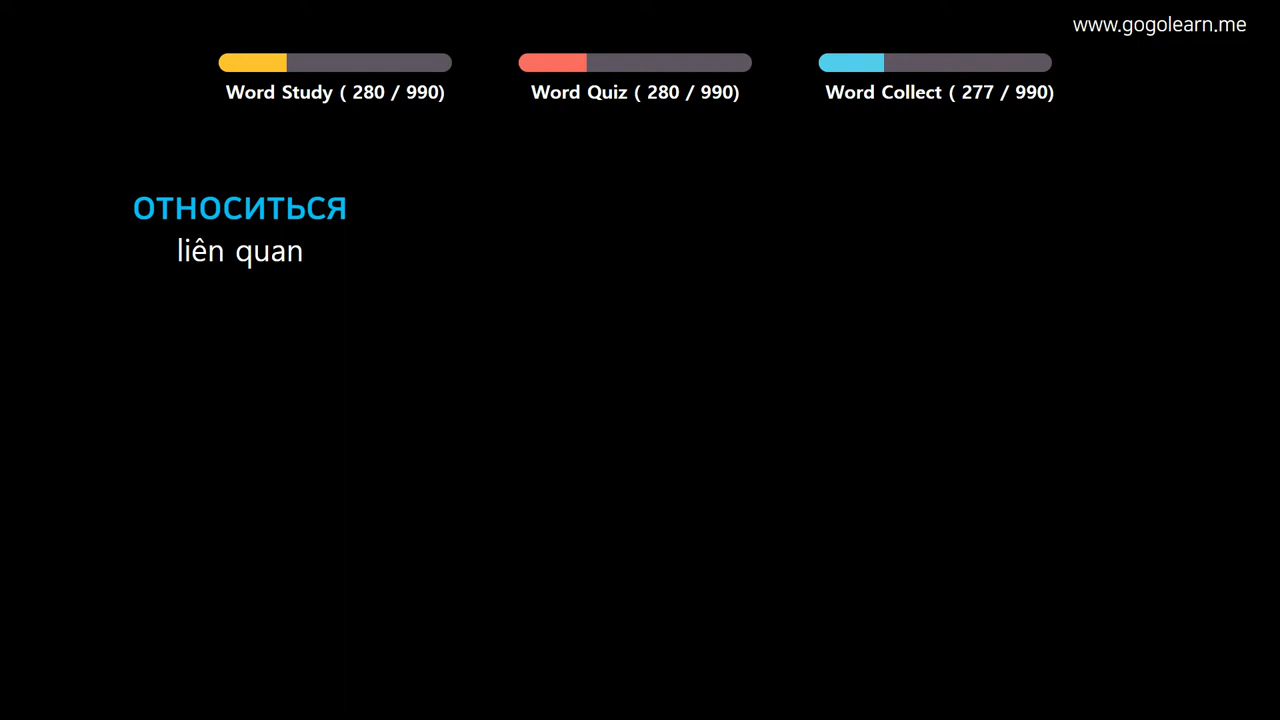 www.gogolearn.me
Word Study ( 280 / 990)
Word Quiz ( 280 / 990)
Word Collect ( 277 / 990)
относиться
liên quan